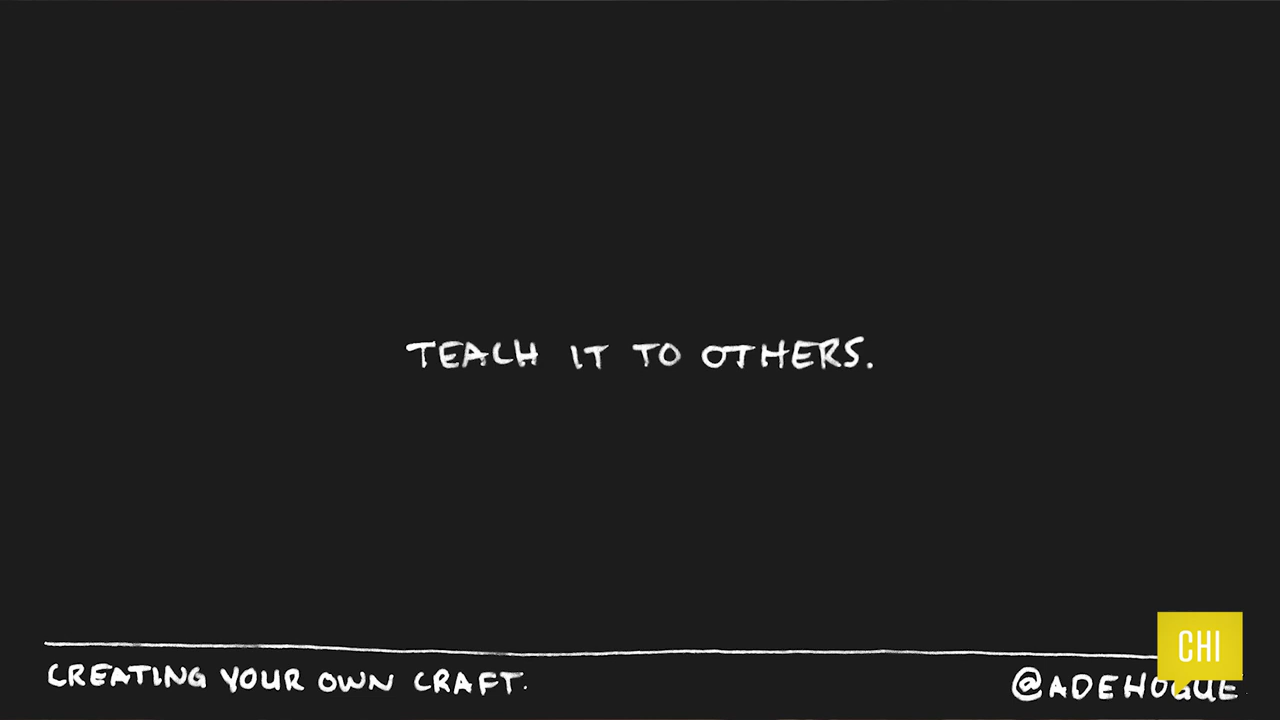 TEACH IT TO OTHERS.
CREATING YOUR OWN CRAFT.
@ADEHOGUE
CHI